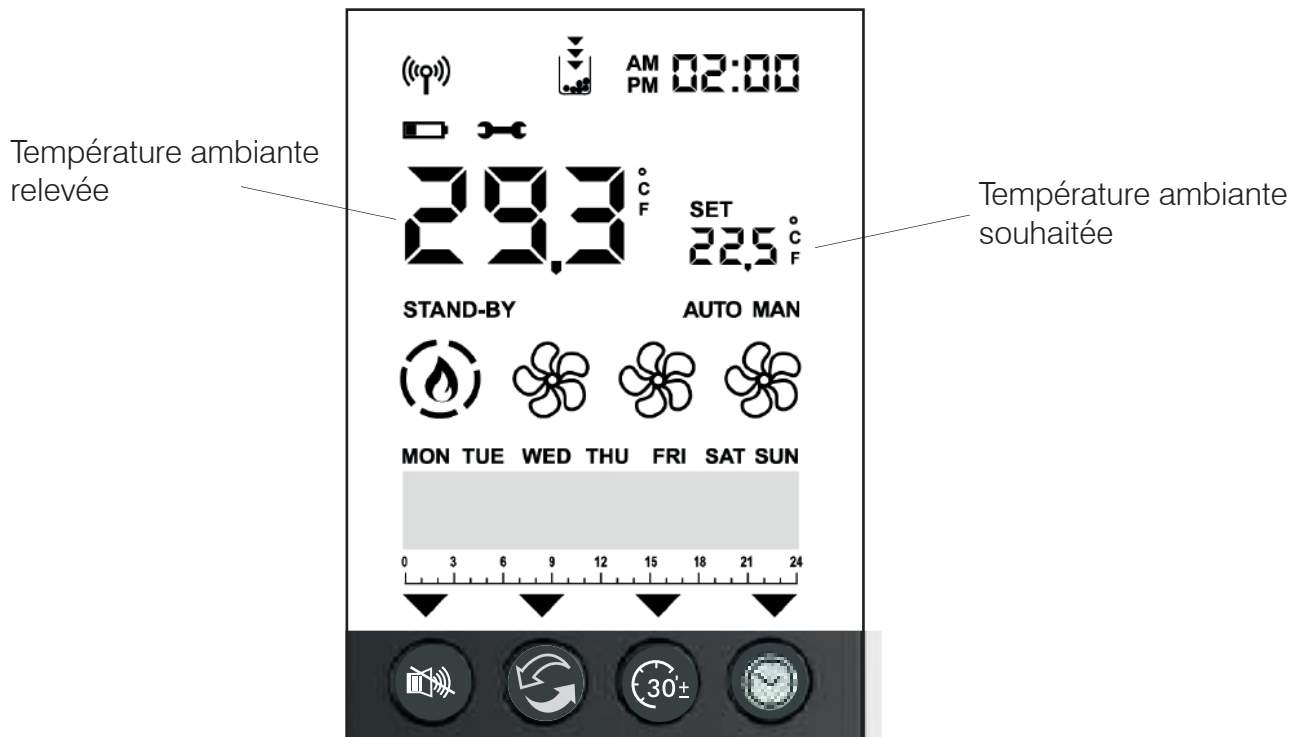 AM
PM 02:00
Température ambiante
relevée
29,3 °
C
F
SET
22,5 °
C
F
Température ambiante
souhaitée
STAND-BY AUTO MAN
MON TUE WED THU FRI SAT SUN
0 3 6 9 12 15 18 21 24
30'±